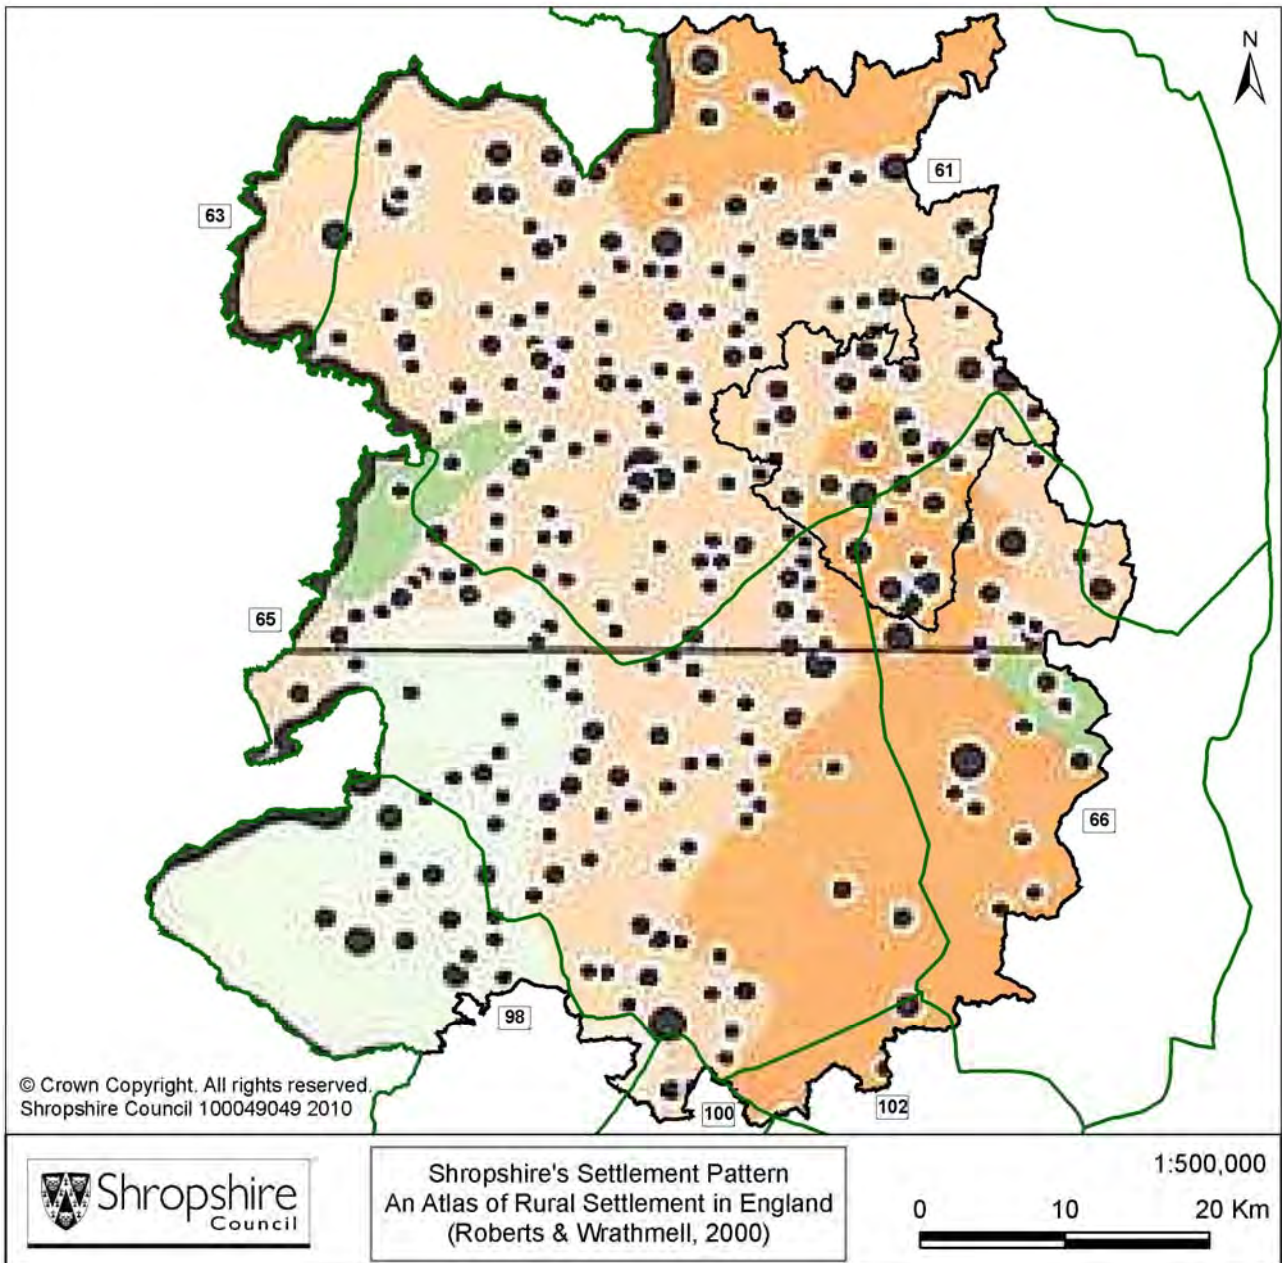 N
61
63
65
66
98
© Crown Copyright. All rights reserved.
Shropshire Council 100049049 2010
100
102
Shropshire
Council
Shropshire's Settlement Pattern
An Atlas of Rural Settlement in England
(Roberts & Wrathmell, 2000)
1:500,000
0 10 20 Km